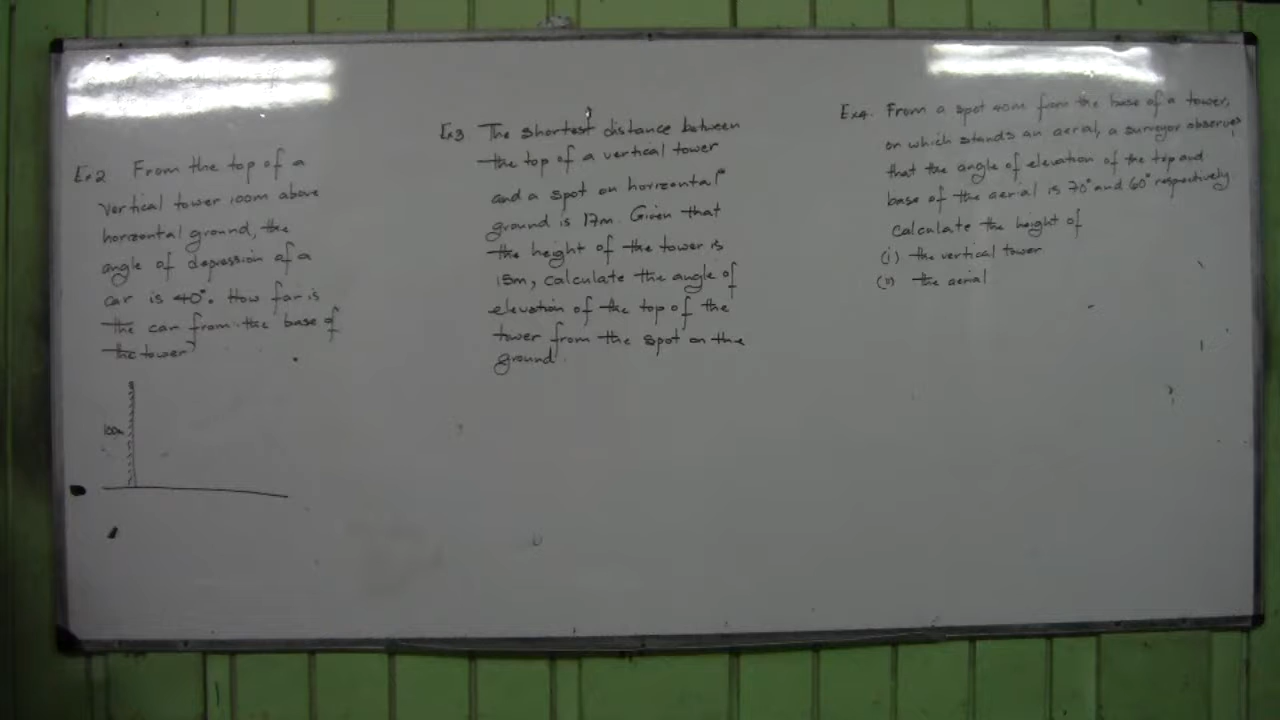 Ex2 From the top of a
vertical tower 100m above
horizontal ground, the
angle of depression of a
car is 40°. How far is
the car from the base of
the tower
100m
Ex3 The shortest distance between
the top of a vertical tower
and a spot on horizontal
ground is 17m. Given that
the height of the tower is
15m, calculate the angle of
elevation of the top of the
tower from the spot on the
ground.
Ex4. From a spot 40m from the base of a tower,
on which stands an aerial, a surveyor observes
that the angle of elevation of the top and
base of the aerial is 70° and 60° respectively
calculate the height of
(i) the vertical tower
(ii) the aerial